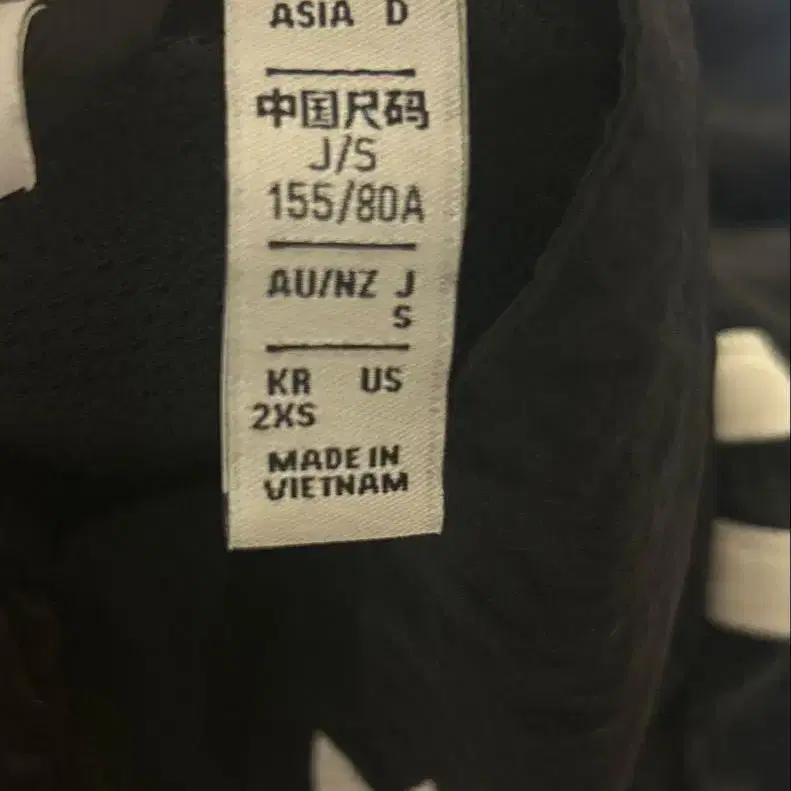 ASIA D
中国尺码
J/S
155/80A
AU/NZ J
S
KR US
2XS
MADE IN
VIETNAM